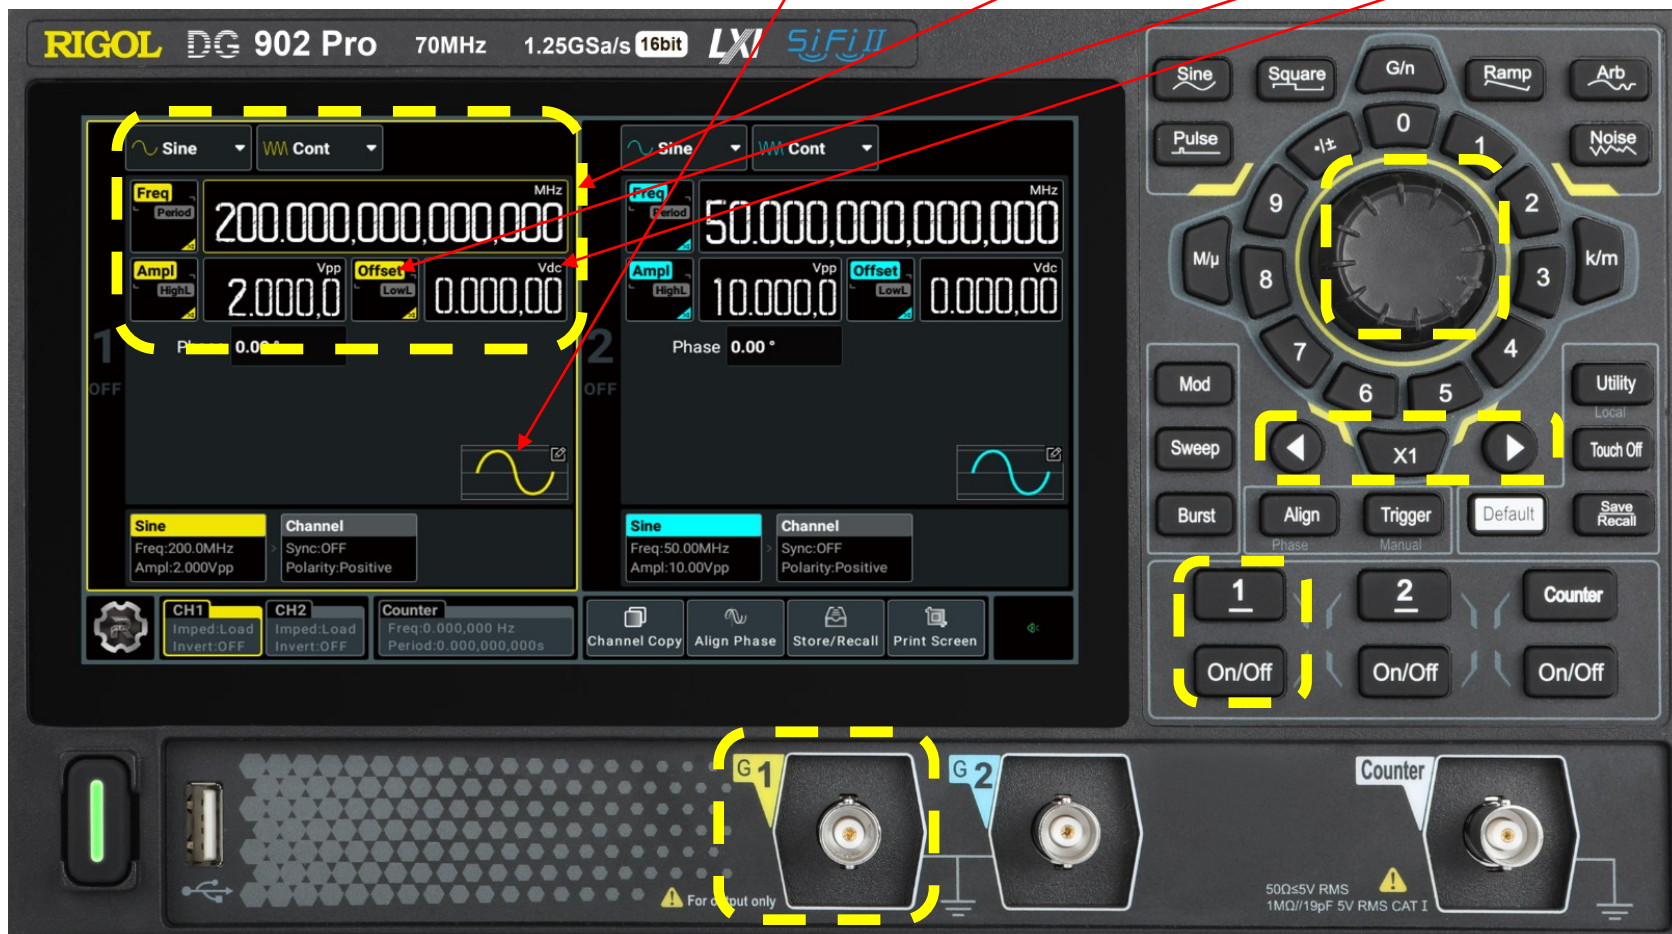 RIGOL DG 902 Pro 70MHz 1.25GSa/s 16bit LXI SiFi II
Sine Cont
Freq Period 200.000,000,000,000 MHz
Ampl HighL 2.000,0 Vpp Offset LowL 0.000,00 Vdc
1 OFF
Phase 0.00 °
Sine
Freq:200.0MHz
Ampl:2.000Vpp
Channel
Sync:OFF
Polarity:Positive
Sine Cont
Freq Period 50.000,000,000,000 MHz
Ampl HighL 10.000,0 Vpp Offset LowL 0.000,00 Vdc
2 OFF
Phase 0.00 °
Sine
Freq:50.00MHz
Ampl:10.00Vpp
Channel
Sync:OFF
Polarity:Positive
CH1
Imped:Load
Invert:OFF
CH2
Imped:Load
Invert:OFF
Counter
Freq:0.000,000 Hz
Period:0.000,000,000s
Channel Copy Align Phase Store/Recall Print Screen
Sine Square G/n Ramp Arb
Pulse •/± 0 1 Noise
9 2
M/µ 8 3 k/m
7 4
6 5
Mod Utility
Local
Sweep X1 Touch Off
Burst Align Trigger Default Save
Recall
Phase Manual
1 2 Counter
On/Off On/Off On/Off
G1 G2 Counter
For output only
50Ω≤5V RMS
1MΩ//19pF 5V RMS CAT I